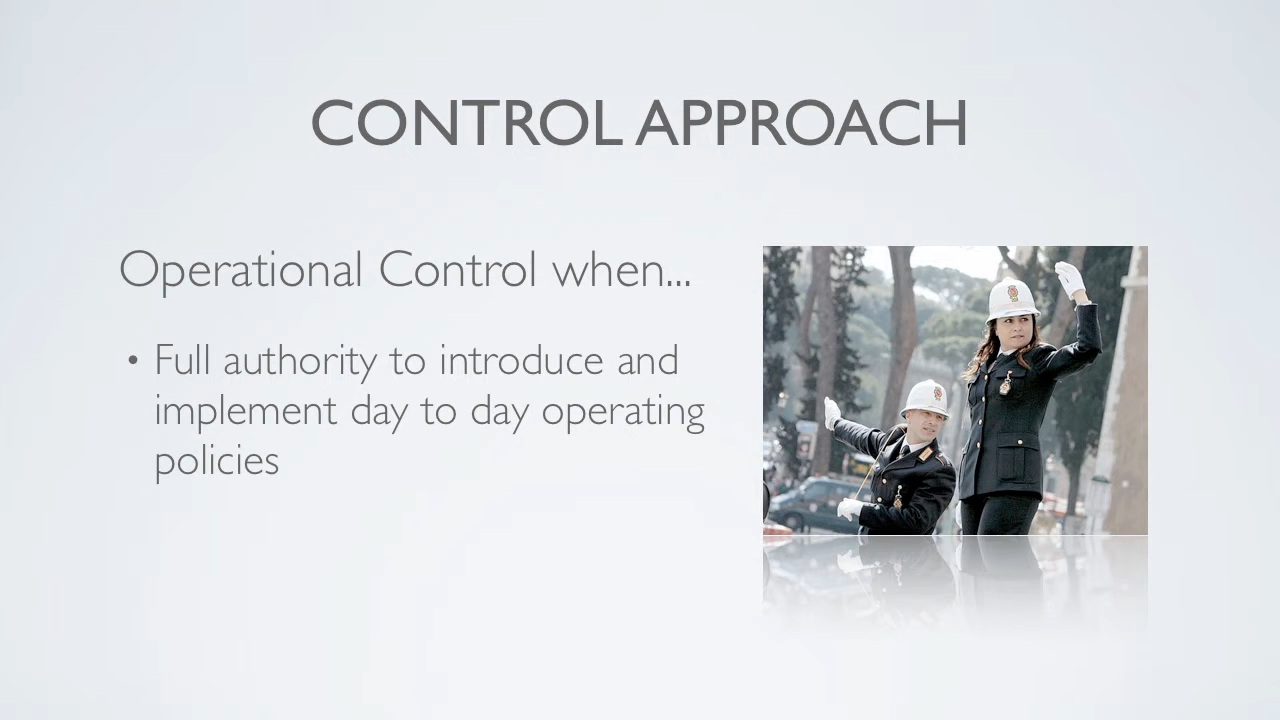 CONTROL APPROACH
Operational Control when...
• Full authority to introduce and
implement day to day operating
policies